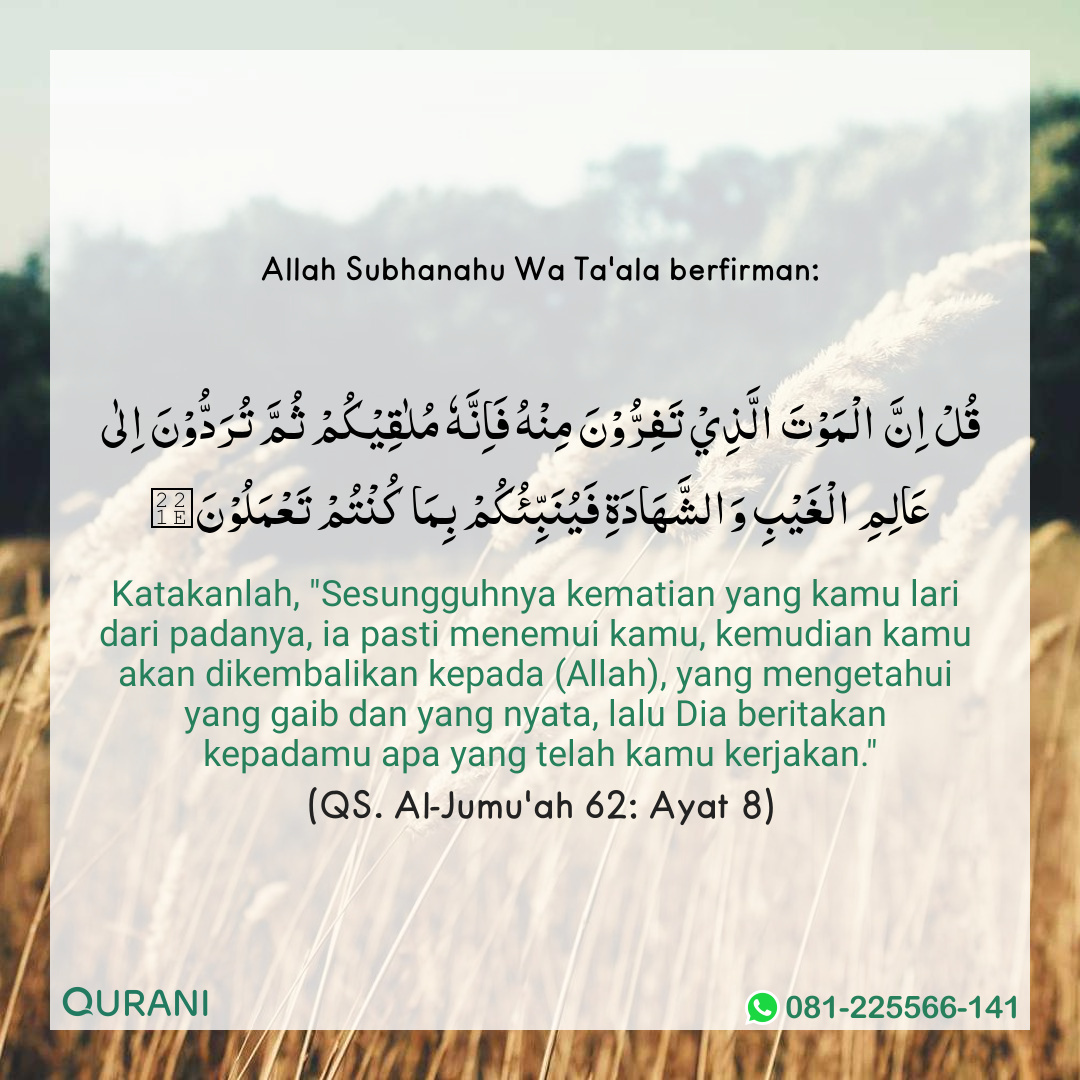 Allah Subhanahu Wa Ta'ala berfirman:
قُلْ اِنَّ الْمَوْتَ الَّذِيْ تَفِرُّوْنَ مِنْهُ فَاِنَّهٗ مُلٰقِيْكُمْ ثُمَّ تُرَدُّوْنَ اِلٰى
عَالِمِ الْغَيْبِ وَالشَّهَادَةِ فَيُنَبِّئُكُمْ بِمَا كُنْتُمْ تَعْمَلُوْنَ∞
Katakanlah, "Sesungguhnya kematian yang kamu lari
dari padanya, ia pasti menemui kamu, kemudian kamu
akan dikembalikan kepada (Allah), yang mengetahui
yang gaib dan yang nyata, lalu Dia beritakan
kepadamu apa yang telah kamu kerjakan."
(QS. Al-Jumu'ah 62: Ayat 8)
QURANI
081-225566-141